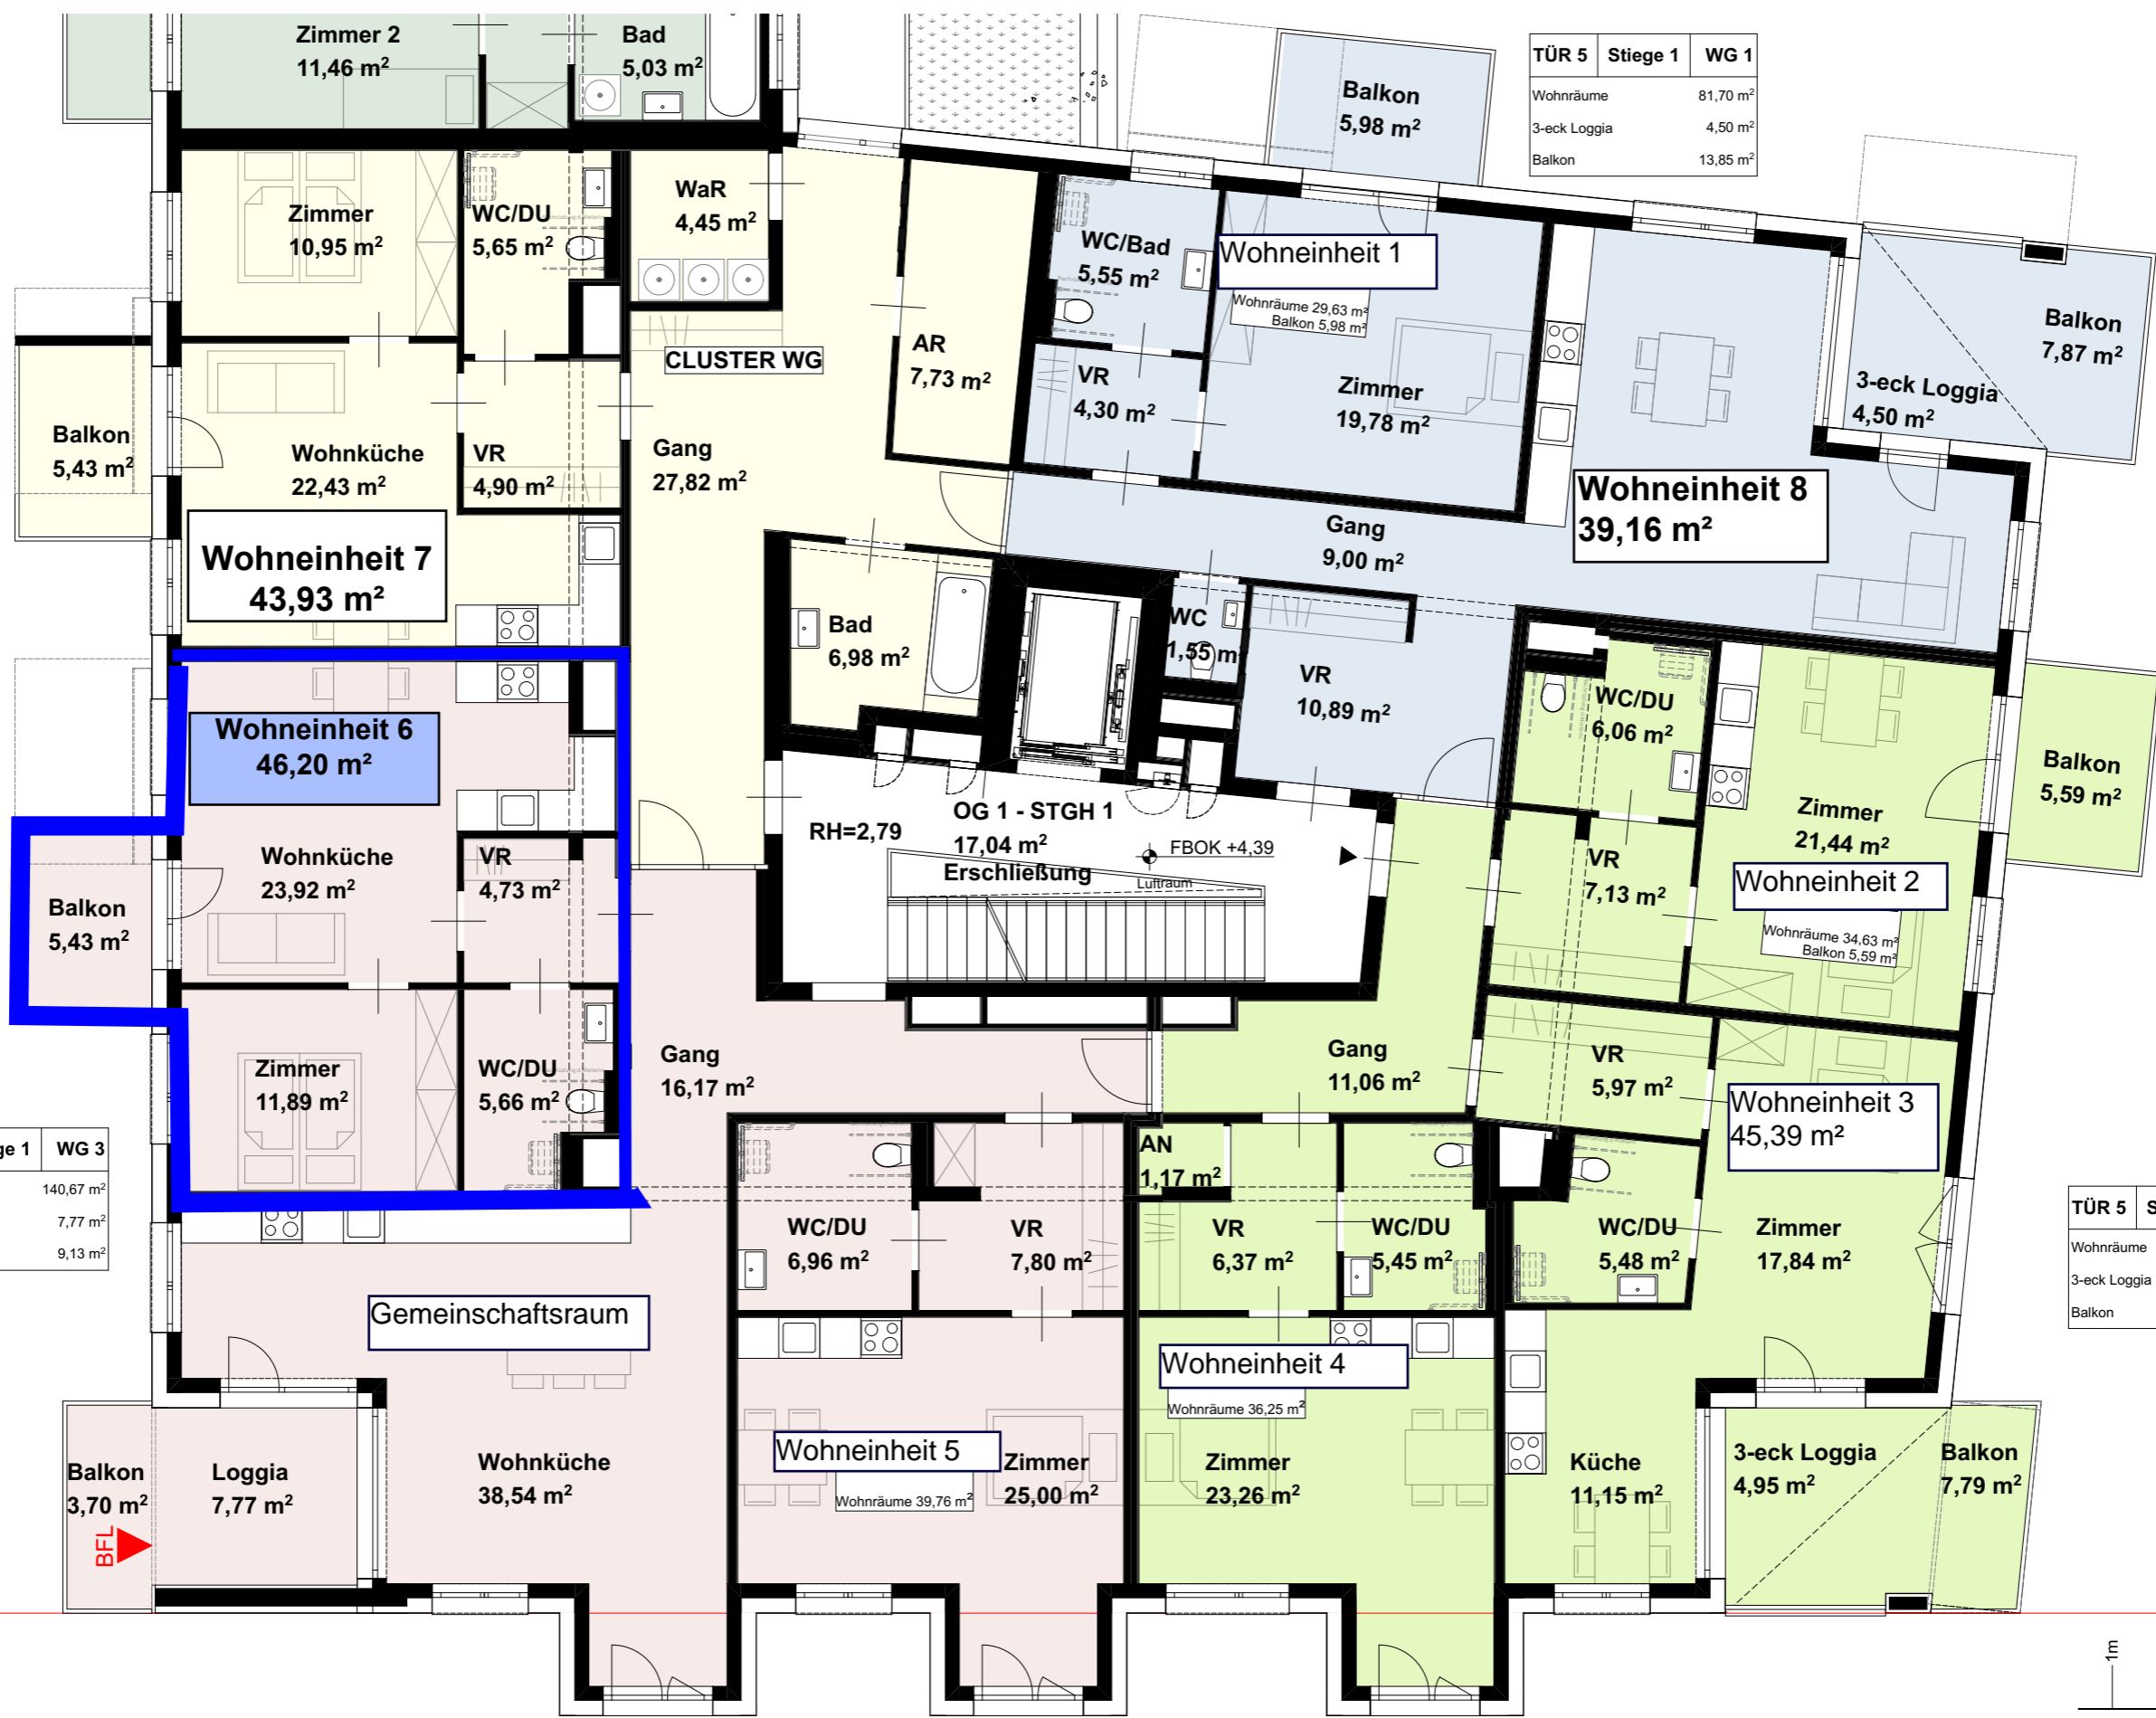 Zimmer 2
11,46 m²
Bad
5,03 m²
Balkon
5,98 m²
TÜR 5 Stiege 1 WG 1
Wohnräume 81,70 m²
3-eck Loggia 4,50 m²
Balkon 13,85 m²
Zimmer
10,95 m²
WC/DU
5,65 m²
WaR
4,45 m²
CLUSTER WG
AR
7,73 m²
WC/Bad
5,55 m²
Wohneinheit 1
Wohnräume 29,63 m²
Balkon 5,98 m²
VR
4,30 m²
Zimmer
19,78 m²
Balkon
7,87 m²
3-eck Loggia
4,50 m²
Balkon
5,43 m²
Wohnküche
22,43 m²
VR
4,90 m²
Gang
27,82 m²
Wohneinheit 8
39,16 m²
Gang
9,00 m²
Wohneinheit 7
43,93 m²
Bad
6,98 m²
WC
1,55 m
VR
10,89 m²
WC/DU
6,06 m²
Wohneinheit 6
46,20 m²
Balkon
5,59 m²
Zimmer
21,44 m²
OG 1 - STGH 1
17,04 m²
RH=2,79
FBOK +4,39
Erschließung
Luftraum
Wohnküche
23,92 m²
VR
4,73 m²
VR
7,13 m²
Wohneinheit 2
Wohnräume 34,63 m²
Balkon 5,59 m²
Balkon
5,43 m²
Zimmer
11,89 m²
WC/DU
5,66 m²
Gang
16,17 m²
Gang
11,06 m²
VR
5,97 m²
Wohneinheit 3
45,39 m²
ge 1 WG 3
140,67 m²
7,77 m²
9,13 m²
AN
1,17 m²
WC/DU
6,96 m²
VR
7,80 m²
VR
6,37 m²
WC/DU
5,45 m²
WC/DU
5,48 m²
Zimmer
17,84 m²
TÜR 5 S
Wohnräume
3-eck Loggia
Balkon
Gemeinschaftsraum
Wohneinheit 4
Wohnräume 36,25 m²
Wohneinheit 5
Wohnräume 39,76 m²
Balkon
3,70 m²
BFL
Loggia
7,77 m²
Wohnküche
38,54 m²
Zimmer
25,00 m²
Zimmer
23,26 m²
Küche
11,15 m²
3-eck Loggia
4,95 m²
Balkon
7,79 m²
1m